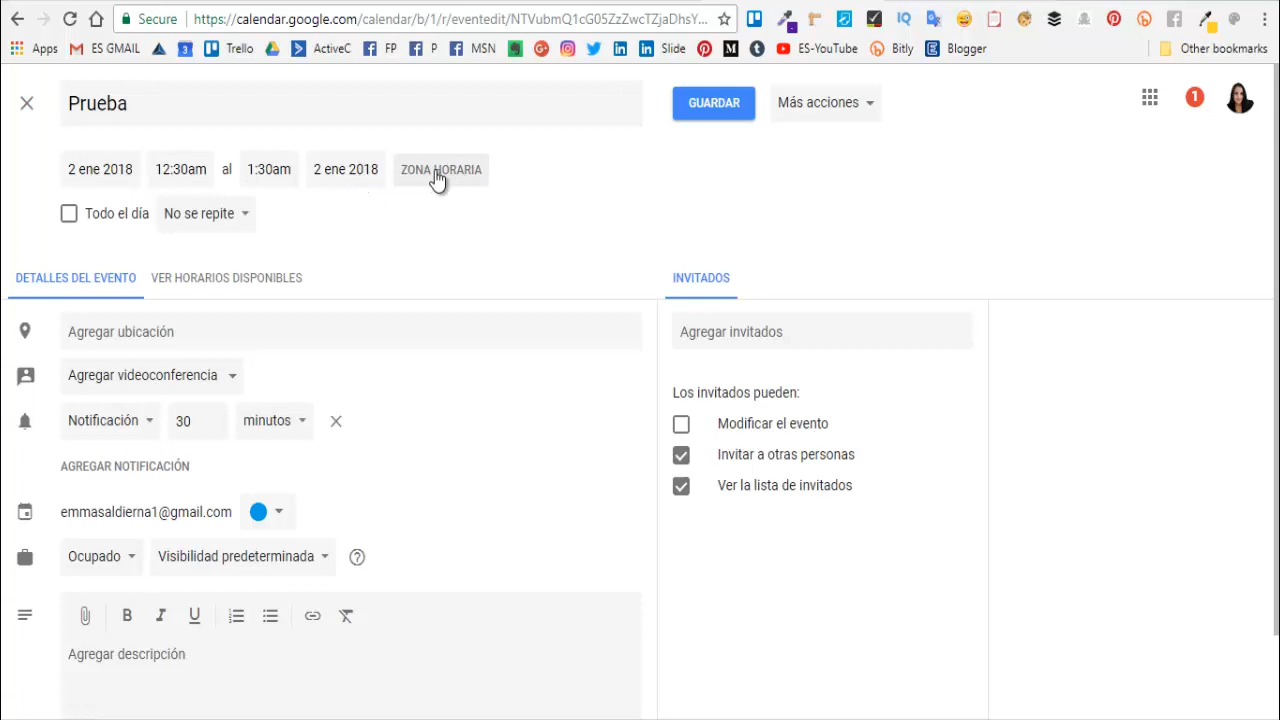 Secure https://calendar.google.com/calendar/b/1/r/eventedit/NTVubmQ1cG05ZzZwcTZjaDhsY...
Apps ES GMAIL Trello ActiveC FP P MSN Slide ES-YouTube Bitly Blogger Other bookmarks
Prueba GUARDAR Más acciones 1
2 ene 2018 12:30am al 1:30am 2 ene 2018 ZONA HORARIA
Todo el día No se repite
DETALLES DEL EVENTO VER HORARIOS DISPONIBLES INVITADOS
Agregar ubicación Agregar invitados
Agregar videoconferencia
Los invitados pueden:
Notificación 30 minutos Modificar el evento
Invitar a otras personas
AGREGAR NOTIFICACIÓN
Ver la lista de invitados
emmasaldierna1@gmail.com
Ocupado Visibilidad predeterminada
B I U
Agregar descripción